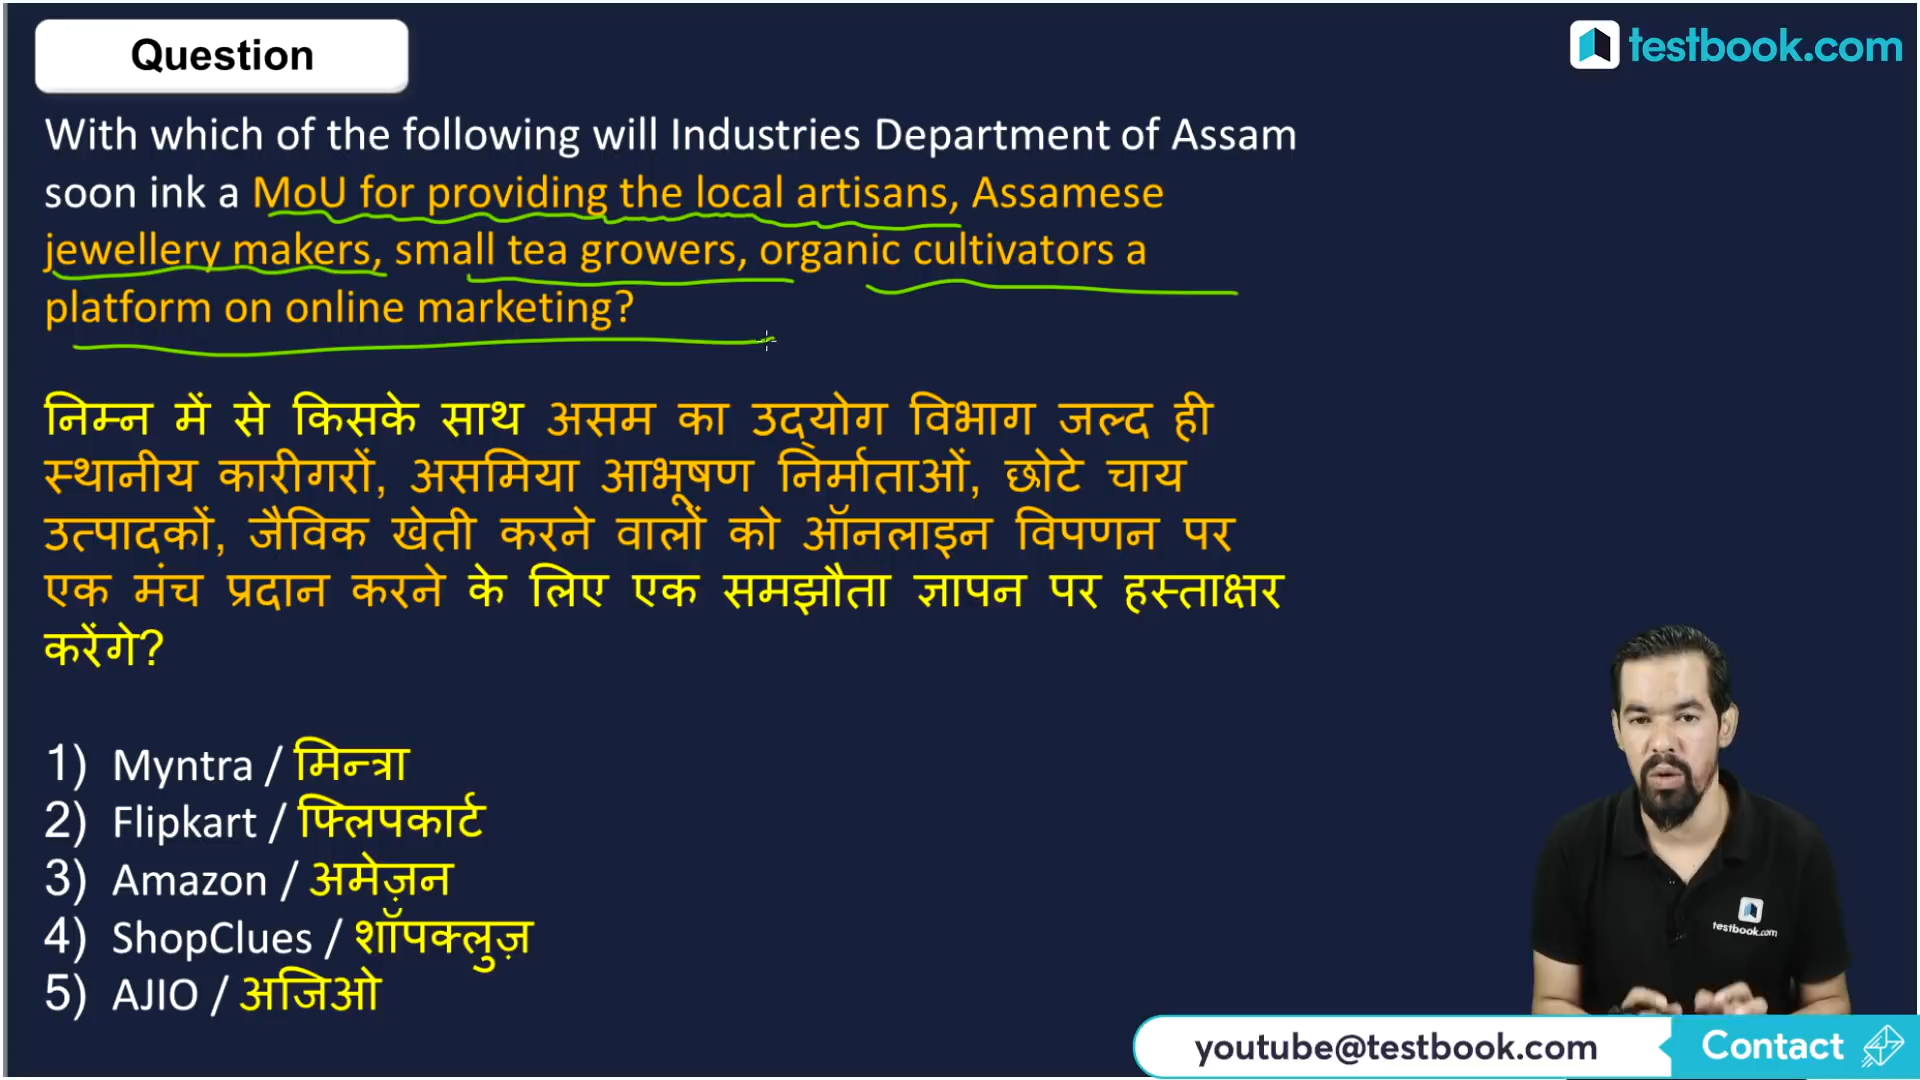 Question
testbook.com
With which of the following will Industries Department of Assam
soon ink a MoU for providing the local artisans, Assamese
jewellery makers, small tea growers, organic cultivators a
platform on online marketing?
निम्न में से किसके साथ असम का उद्योग विभाग जल्द ही
स्थानीय कारीगरों, असमिया आभूषण निर्माताओं, छोटे चाय
उत्पादकों, जैविक खेती करने वालों को ऑनलाइन विपणन पर
एक मंच प्रदान करने के लिए एक समझौता ज्ञापन पर हस्ताक्षर
करेंगे?
1) Myntra / मिन्त्रा
2) Flipkart / फ्लिपकार्ट
3) Amazon / अमेज़न
4) ShopClues / शॉपक्लुज़
5) AJIO / अजिओ
testbook.com
youtube@testbook.com
Contact